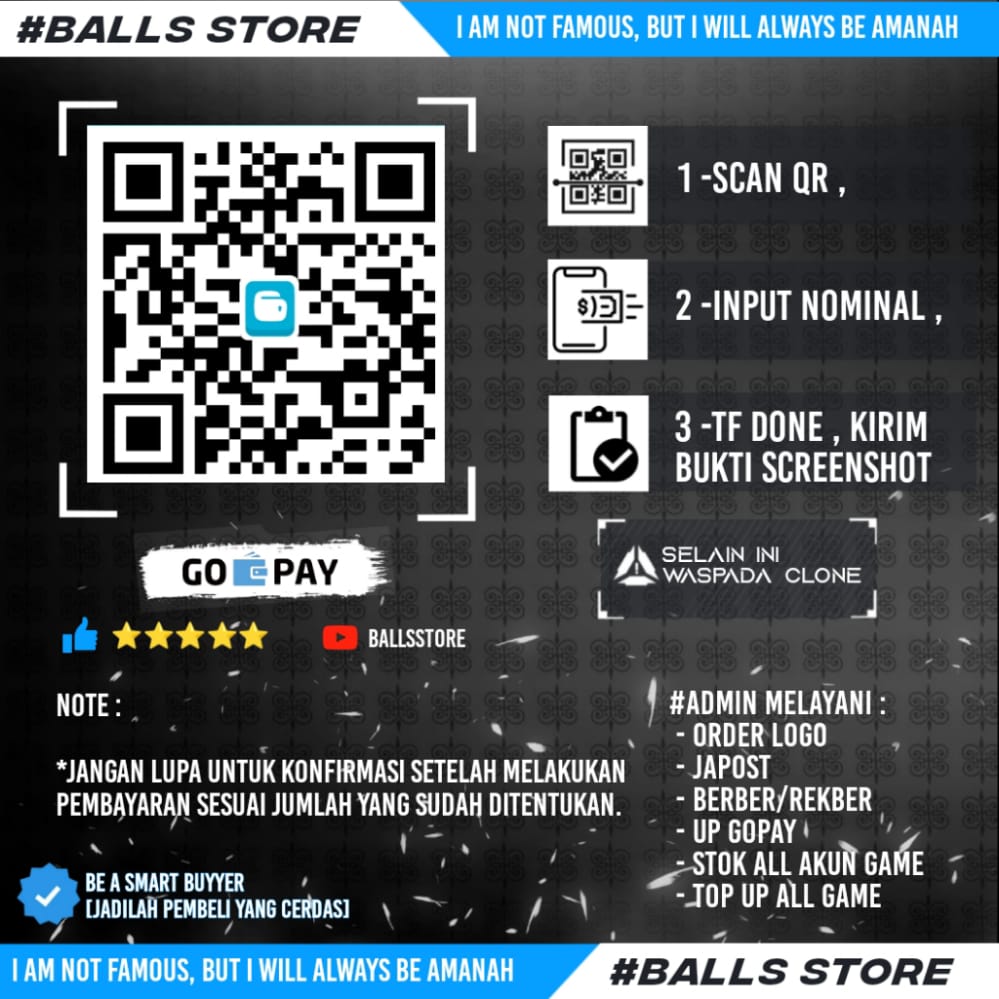 #BALLS STORE
I AM NOT FAMOUS, BUT I WILL ALWAYS BE AMANAH
1 -SCAN QR ,
2 -INPUT NOMINAL ,
3 -TF DONE , KIRIM
BUKTI SCREENSHOT
GO PAY
SELAIN INI
WASPADA CLONE
BALLSSTORE
NOTE :
*JANGAN LUPA UNTUK KONFIRMASI SETELAH MELAKUKAN
PEMBAYARAN SESUAI JUMLAH YANG SUDAH DITENTUKAN.
#ADMIN MELAYANI :
- ORDER LOGO
- JAPOST
- BERBER/REKBER
- UP GOPAY
- STOK ALL AKUN GAME
- TOP UP ALL GAME
BE A SMART BUYYER
[JADILAH PEMBELI YANG CERDAS]
I AM NOT FAMOUS, BUT I WILL ALWAYS BE AMANAH
#BALLS STORE